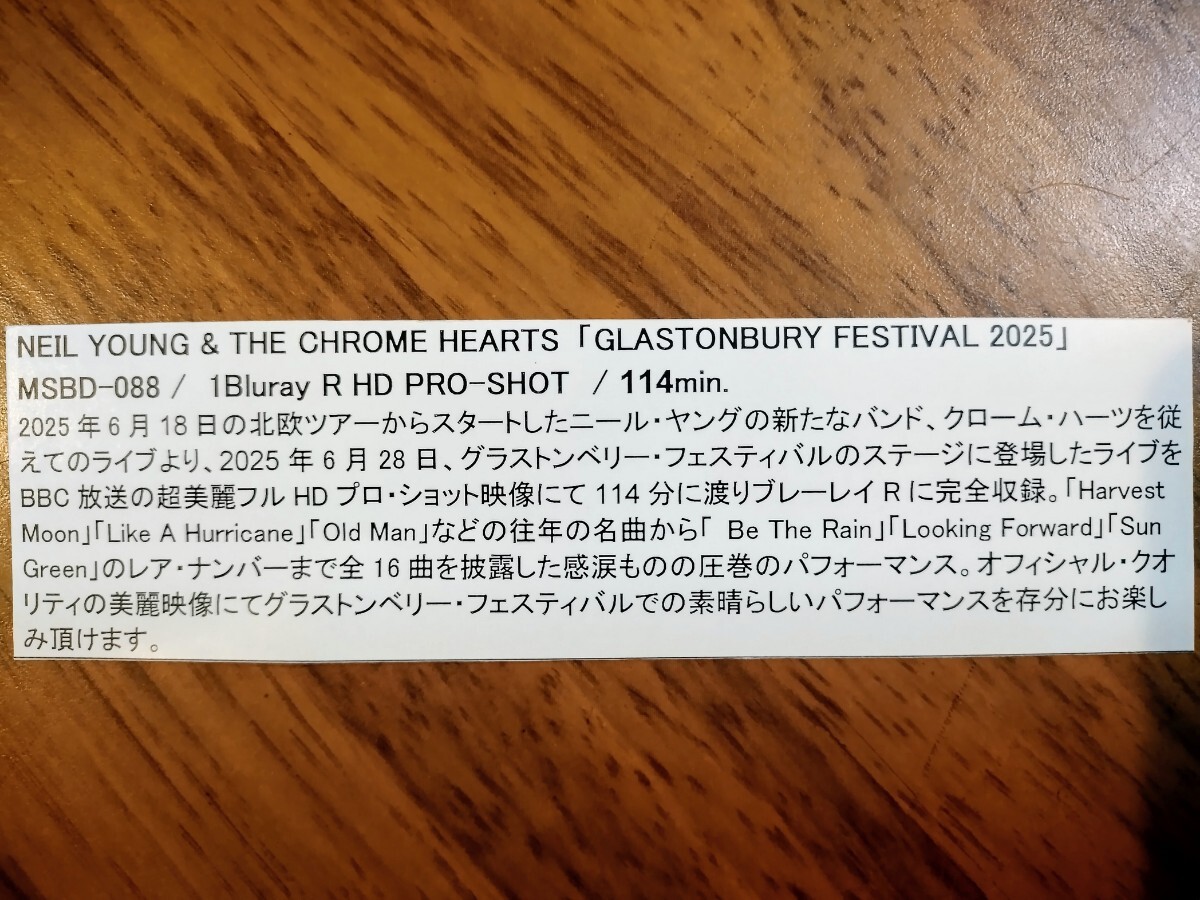 NEIL YOUNG & THE CHROME HEARTS 「GLASTONBURY FESTIVAL 2025」
MSBD-088 / 1Bluray R HD PRO-SHOT / 114min.
2025 年 6 月 18 日の北欧ツアーからスタートしたニール・ヤングの新たなバンド、クローム・ハーツを従
えてのライブより、2025 年 6 月 28 日、グラストンベリー・フェスティバルのステージに登場したライブを
BBC 放送の超美麗フル HD プロ・ショット映像にて 114 分に渡りブレーレイ R に完全収録。「Harvest
Moon」「Like A Hurricane」「Old Man」などの往年の名曲から「 Be The Rain」「Looking Forward」「Sun
Green」のレア・ナンバーまで全 16 曲を披露した感涙ものの圧巻のパフォーマンス。オフィシャル・クオ
リティの美麗映像にてグラストンベリー・フェスティバルでの素晴らしいパフォーマンスを存分にお楽し
み頂けます。